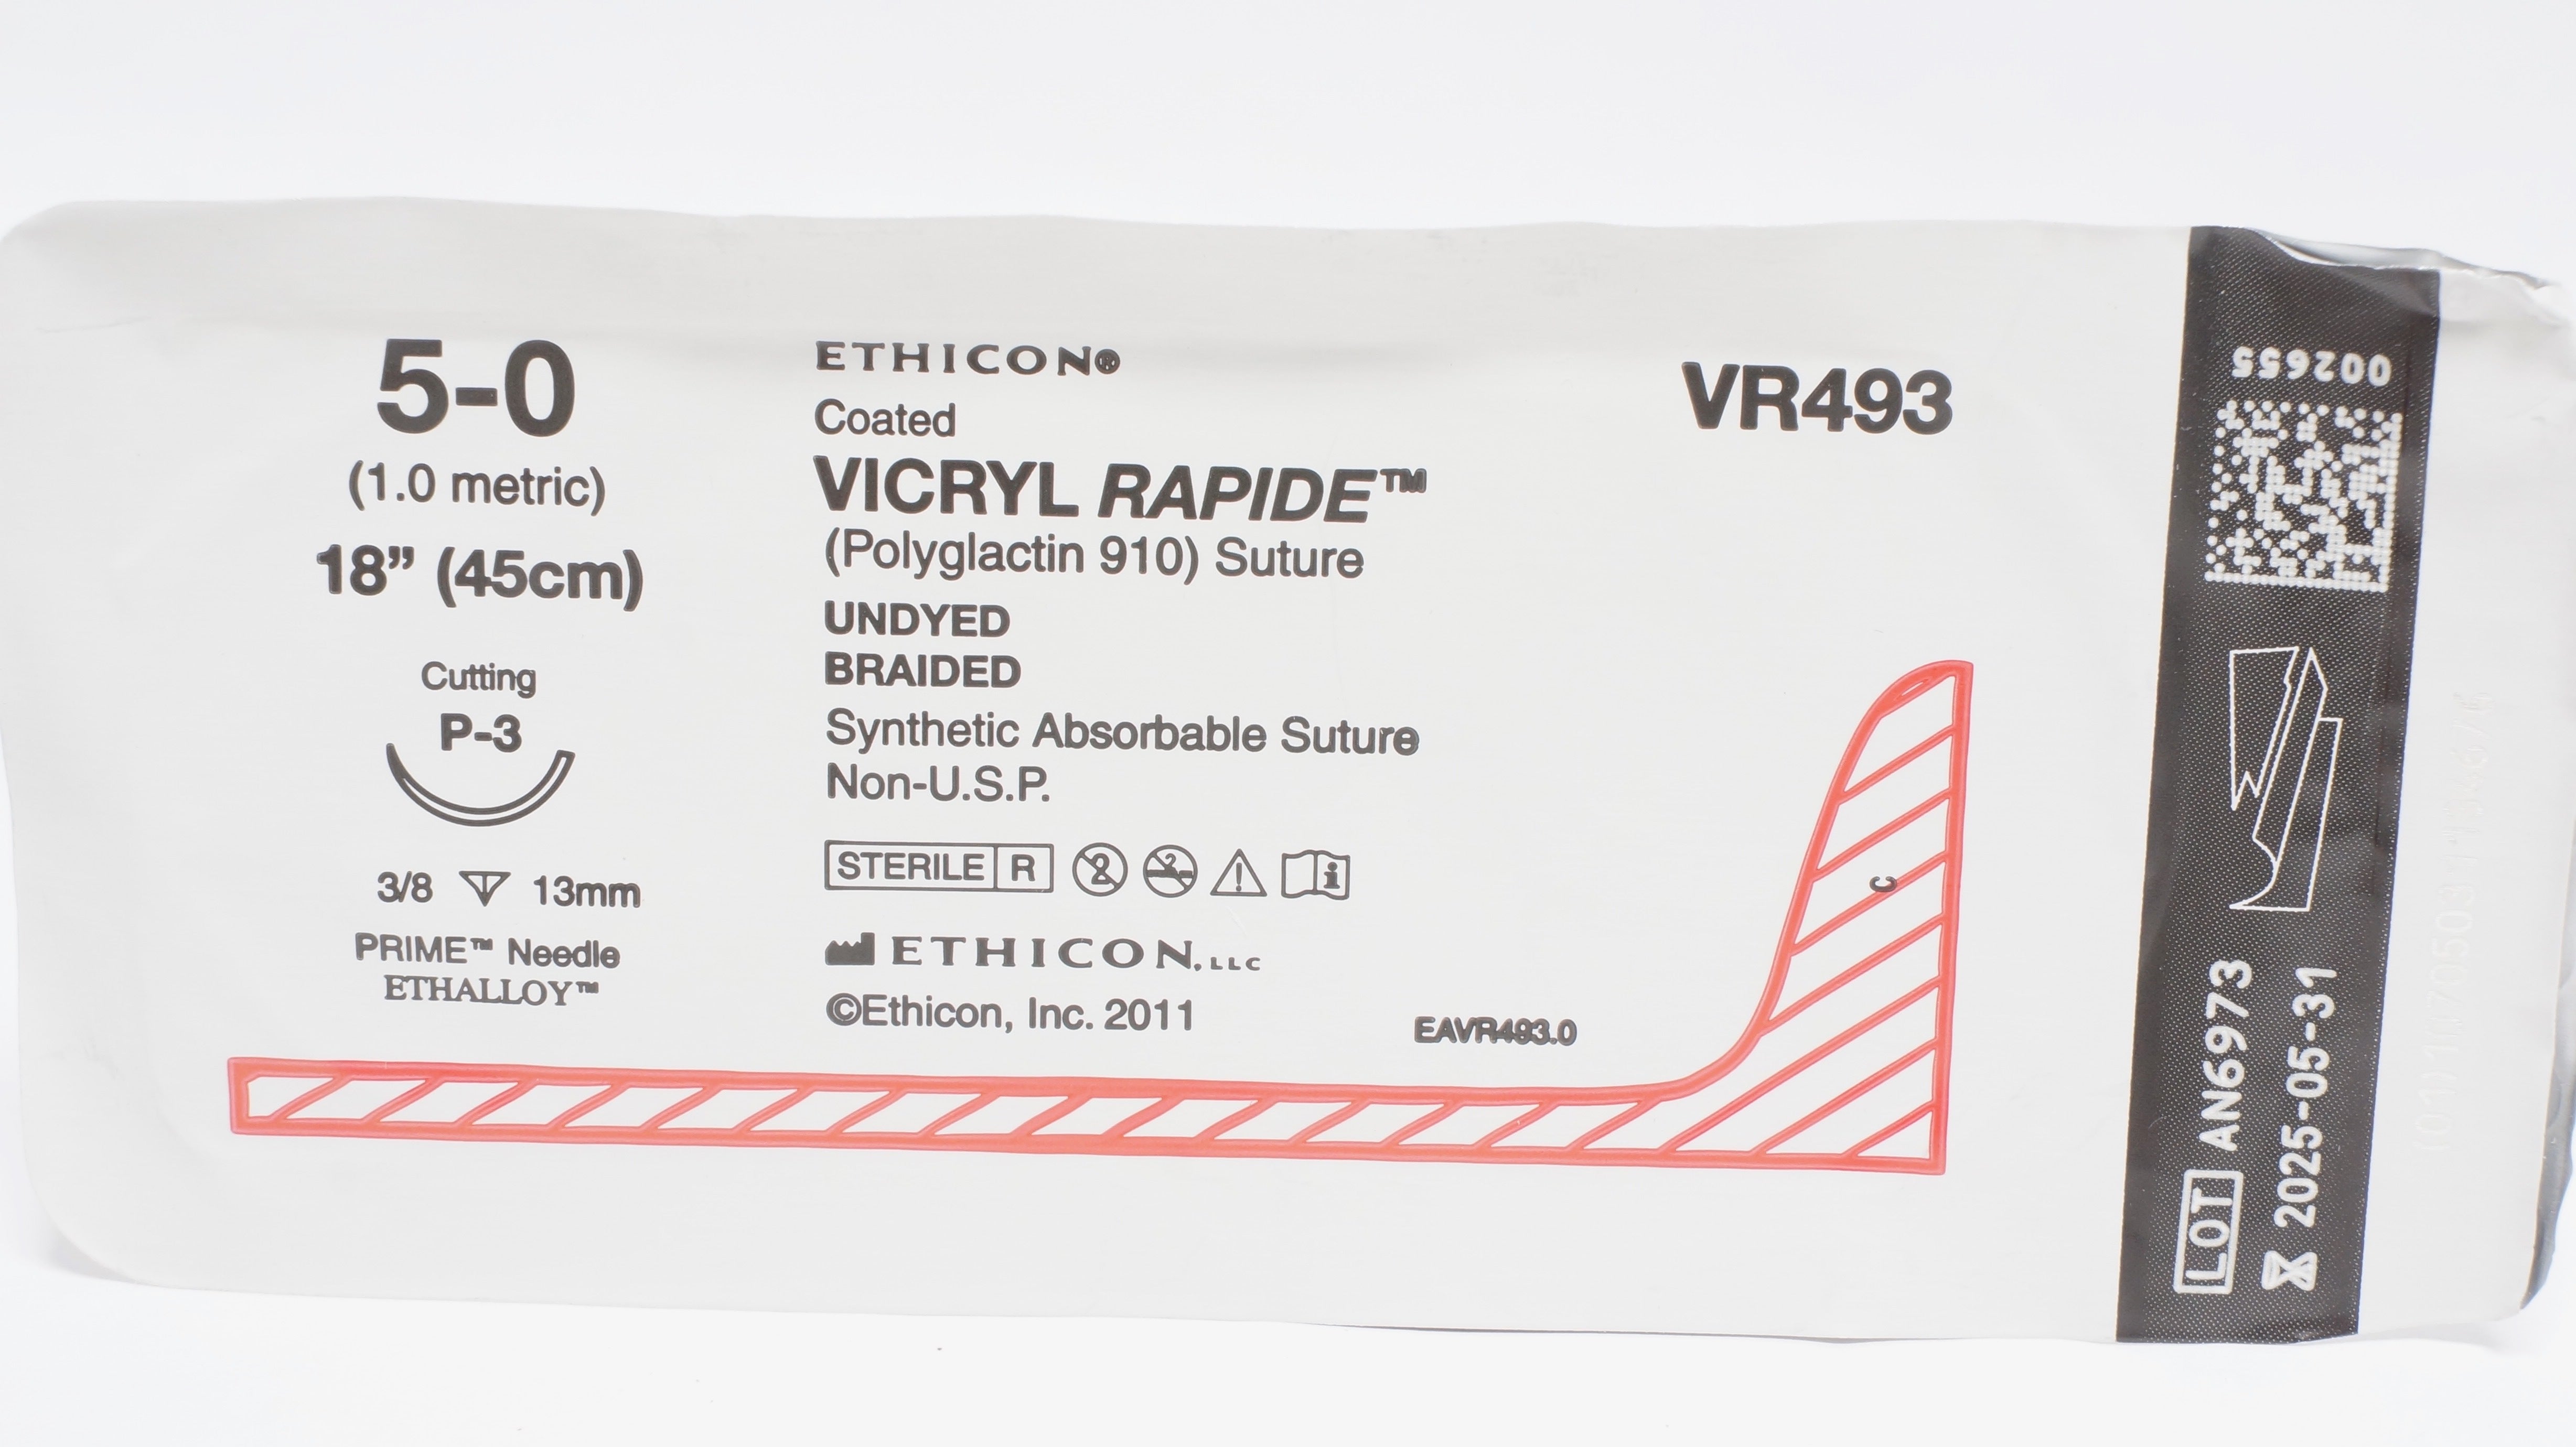 5-0
(1.0 metric)
18” (45cm)
Cutting
P-3
3/8 13mm
PRIME™ Needle
ETHALLOY™
ETHICON®
Coated
VICRYL RAPIDE™
(Polyglactin 910) Suture
UNDYED
BRAIDED
Synthetic Absorbable Suture
Non-U.S.P.
STERILE R
ETHICON, LLC
©Ethicon, Inc. 2011
EAVR493.0
VR493
C
002655
LOT AN6973
2025-05-31